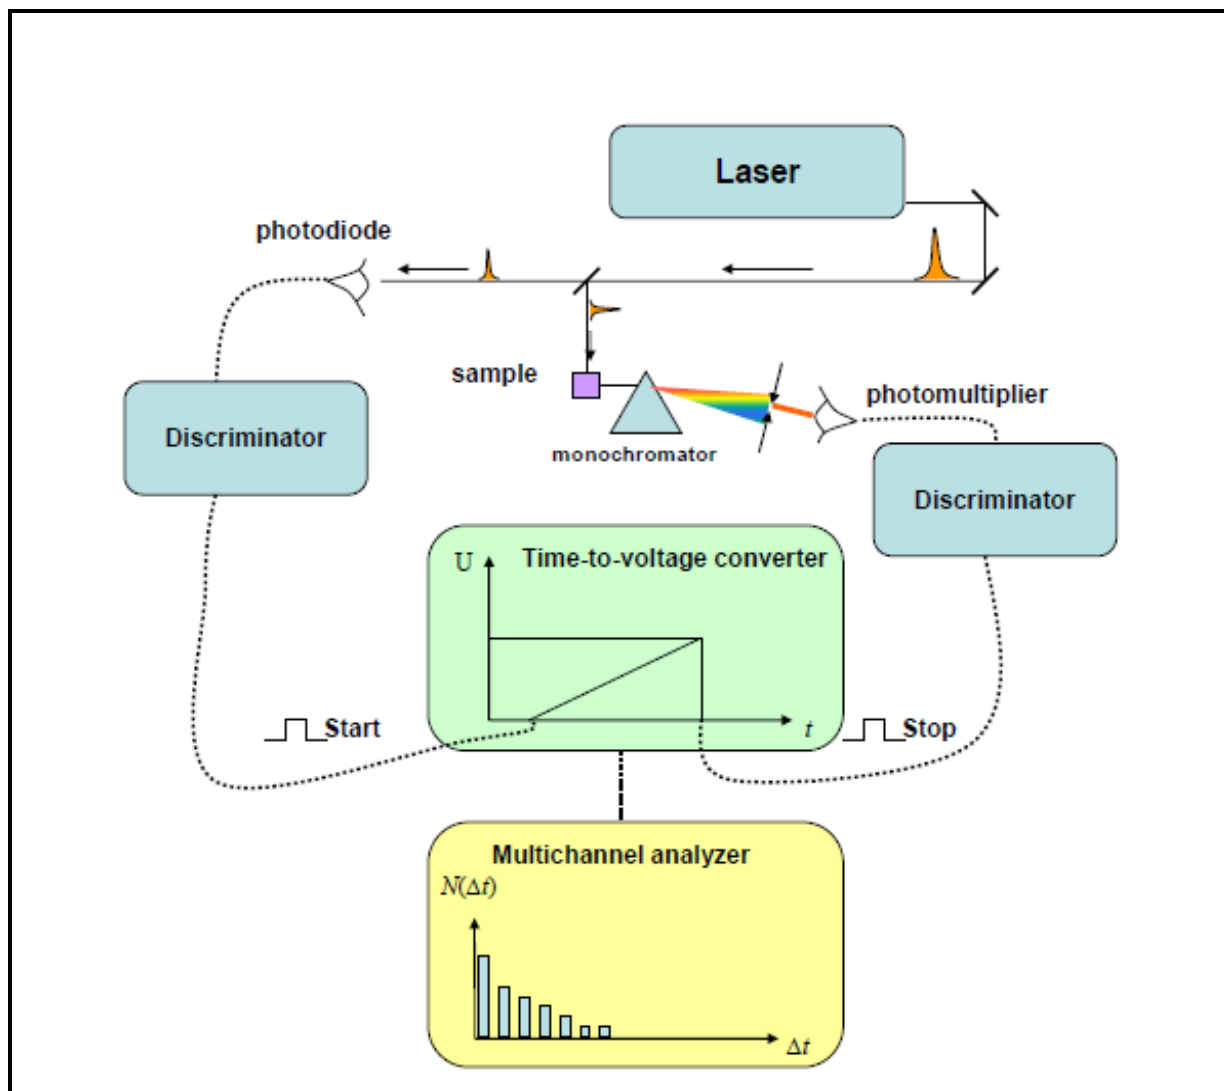 Laser
photodiode
sample
photomultiplier
monochromator
Discriminator
Discriminator
Time-to-voltage converter
U
t
Start
Stop
Multichannel analyzer
N(Δt)
Δt